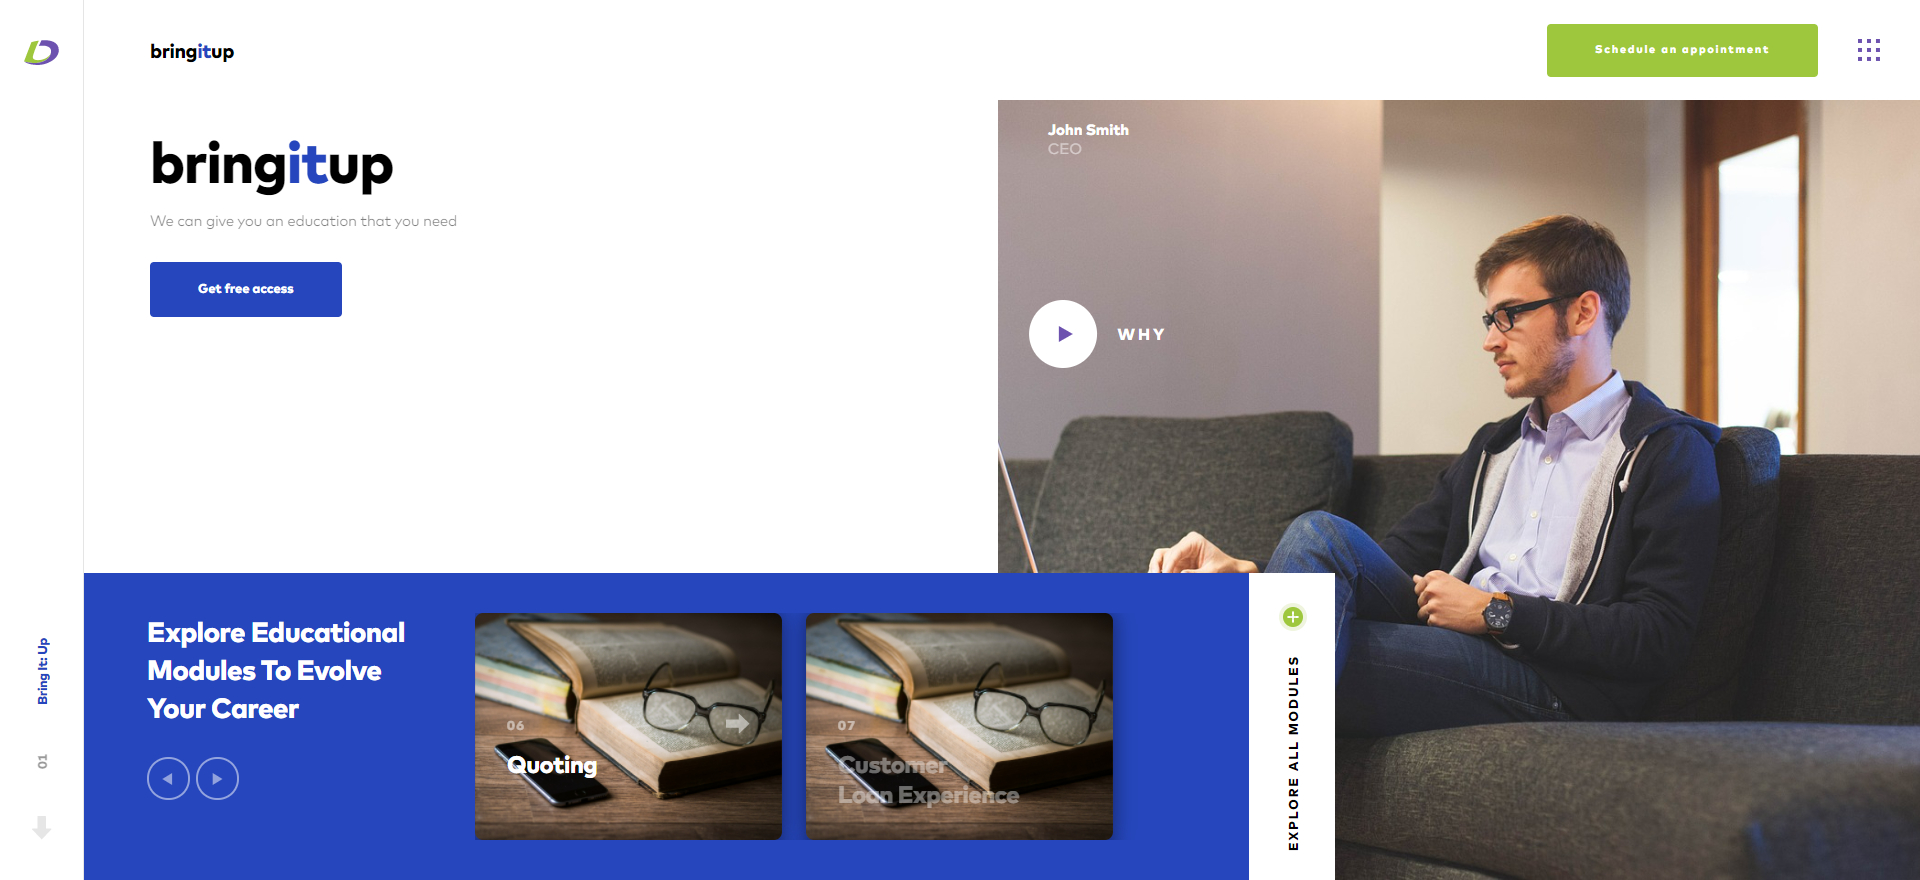 bringitup
Schedule an appointment
bringitup
We can give you an education that you need
Get free access
John Smith
CEO
WHY
Explore Educational
Modules To Evolve
Your Career
06
Quoting
07
Customer
Loan Experience
EXPLORE ALL MODULES
Bring It: Up
01